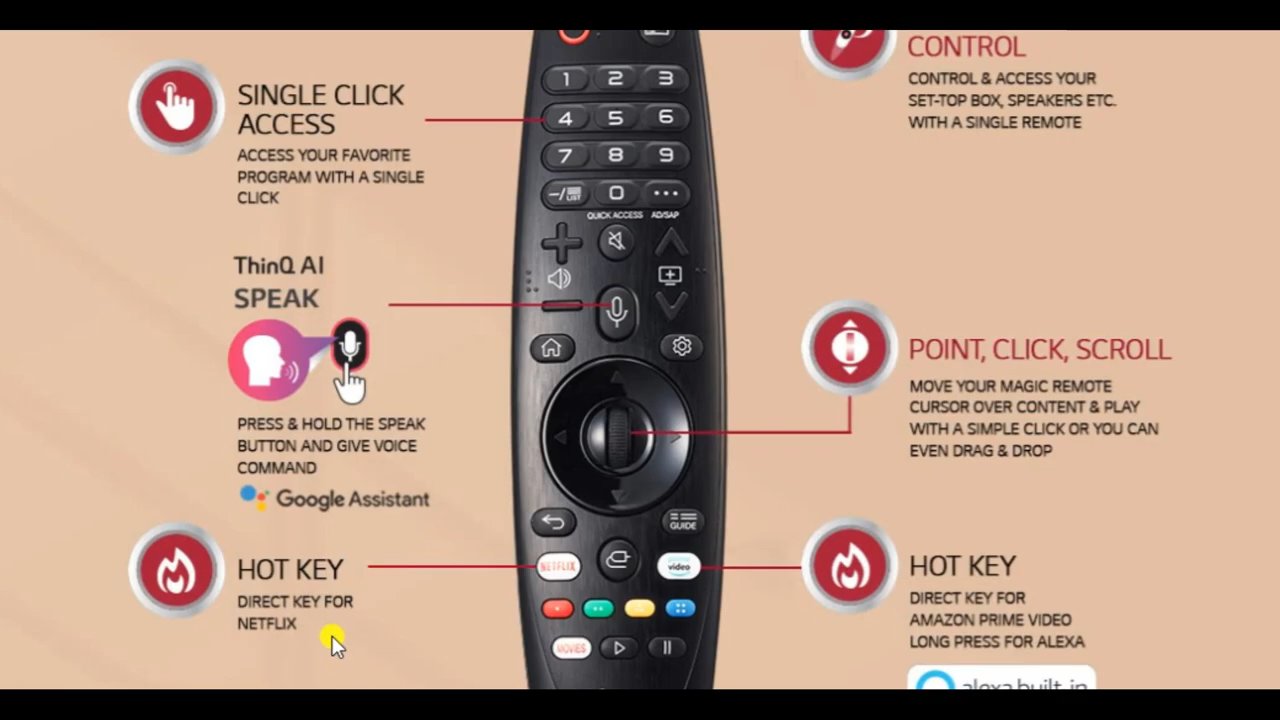 SINGLE CLICK
ACCESS
ACCESS YOUR FAVORITE
PROGRAM WITH A SINGLE
CLICK
ThinQ AI
SPEAK
PRESS & HOLD THE SPEAK
BUTTON AND GIVE VOICE
COMMAND
Google Assistant
HOT KEY
DIRECT KEY FOR
NETFLIX
1 2 3
4 5 6
7 8 9
-/LIST 0 ...
QUICK ACCESS AD/SAP
GUIDE
NETFLIX video
MOVIES
CONTROL
CONTROL & ACCESS YOUR
SET-TOP BOX, SPEAKERS ETC.
WITH A SINGLE REMOTE
POINT, CLICK, SCROLL
MOVE YOUR MAGIC REMOTE
CURSOR OVER CONTENT & PLAY
WITH A SIMPLE CLICK OR YOU CAN
EVEN DRAG & DROP
HOT KEY
DIRECT KEY FOR
AMAZON PRIME VIDEO
LONG PRESS FOR ALEXA
alexa built-in